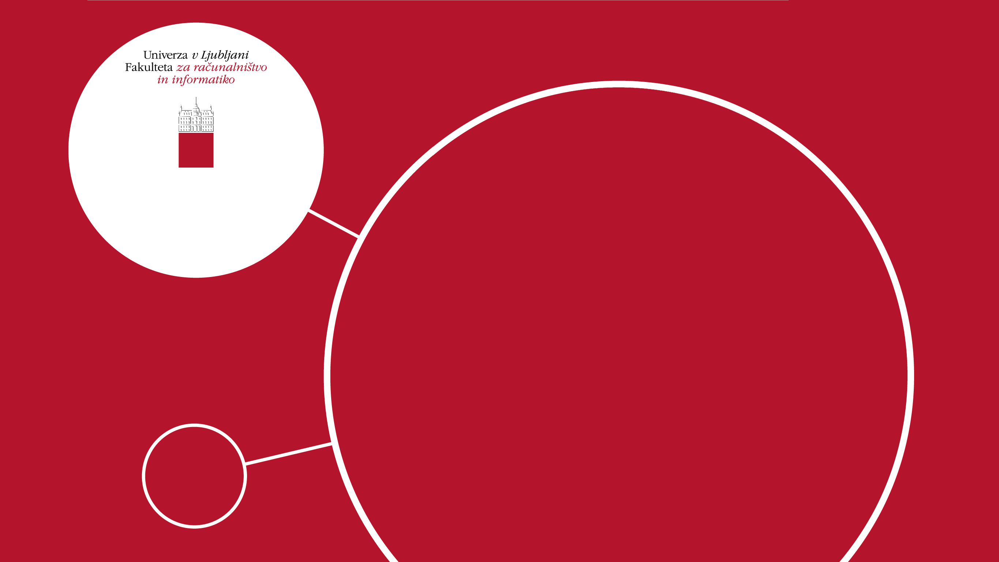 Univerza v Ljubljani
Fakulteta za računalništvo
in informatiko